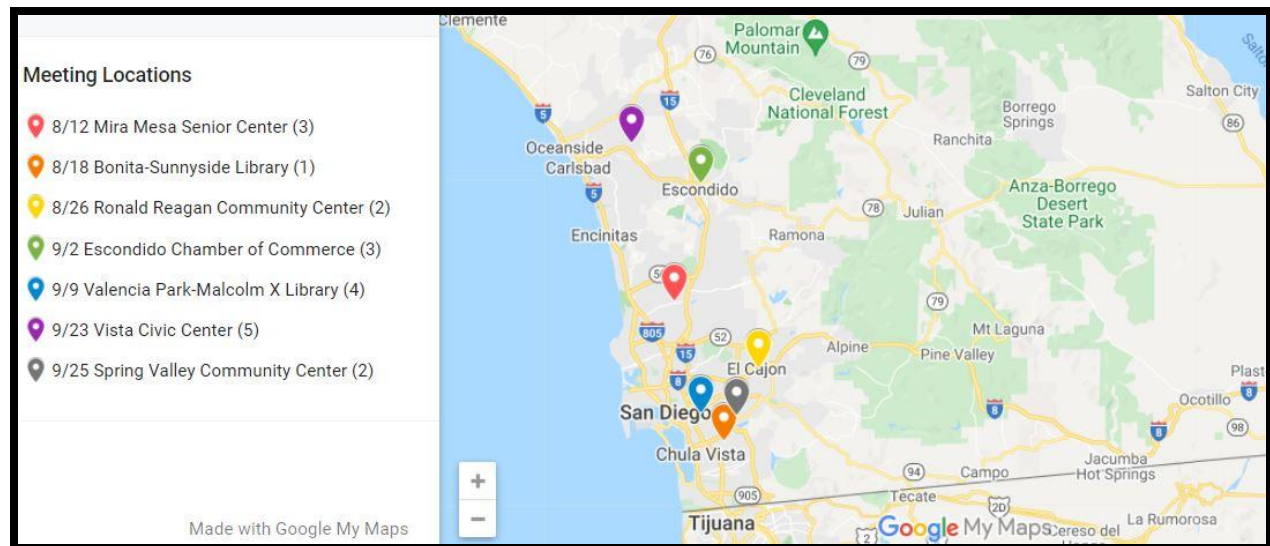 Meeting Locations
8/12 Mira Mesa Senior Center (3)
8/18 Bonita-Sunnyside Library (1)
8/26 Ronald Reagan Community Center (2)
9/2 Escondido Chamber of Commerce (3)
9/9 Valencia Park-Malcolm X Library (4)
9/23 Vista Civic Center (5)
9/25 Spring Valley Community Center (2)
Made with Google My Maps
+
−
Clemente
Palomar
Mountain
76
79
15
5
Cleveland
National Forest
Salton City
86
Borrego
Springs
Ranchita
Oceanside
Carlsbad
5
Escondido
Anza-Borrego
Desert
State Park
78
Julian
Encinitas
Ramona
79
805
52
15
Mt Laguna
Alpine
Pine Valley
El Cajon
8
8
Ocotillo
8
San Diego
8
98
Chula Vista
94
Campo
Jacumba
Hot Springs
905
Tecate
2D
Tijuana
2
Google My Maps
Cereso del
La Rumorosa